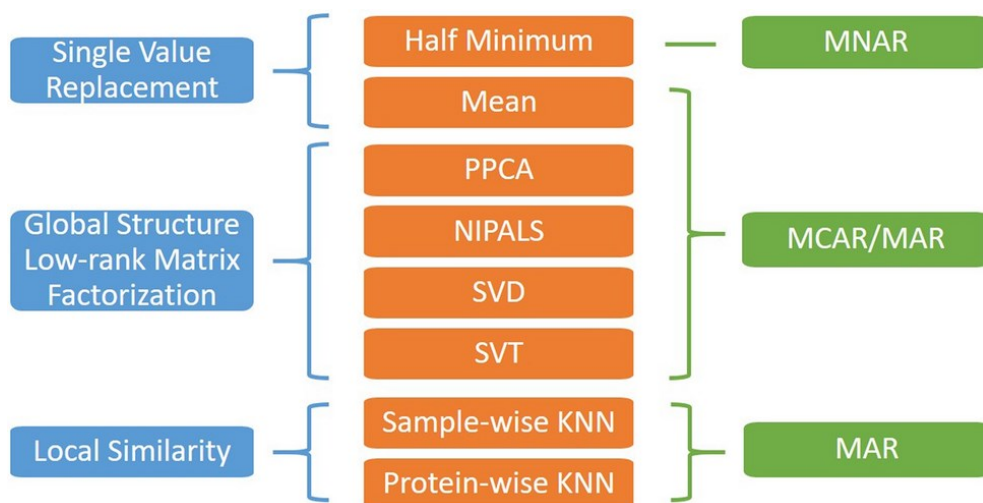 Single Value
Replacement
Half Minimum
MNAR
Mean
Global Structure
Low-rank Matrix
Factorization
PPCA
NIPALS
SVD
SVT
MCAR/MAR
Local Similarity
Sample-wise KNN
Protein-wise KNN
MAR